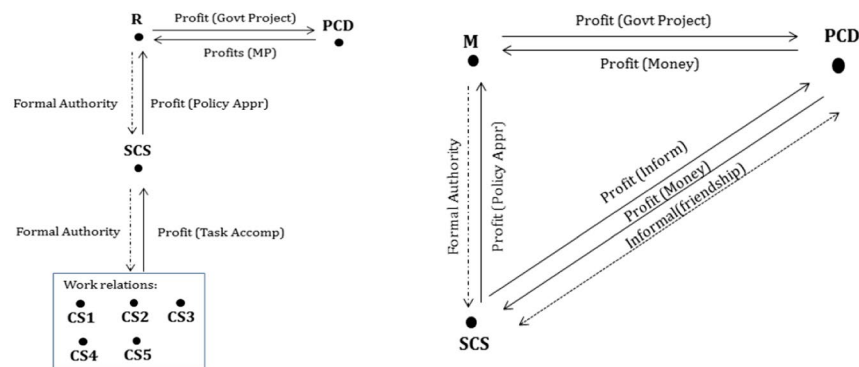 R
Profit (Govt Project)
PCD
Profits (MP)
Formal Authority
Profit (Policy Appr)
SCS
Formal Authority
Profit (Task Accomp)
Work relations:
CS1
CS2
CS3
CS4
CS5
M
Profit (Govt Project)
PCD
Profit (Money)
Formal Authority
Profit (Policy Appr)
Profit (Inform)
Profit (Money)
Informal(friendship)
SCS